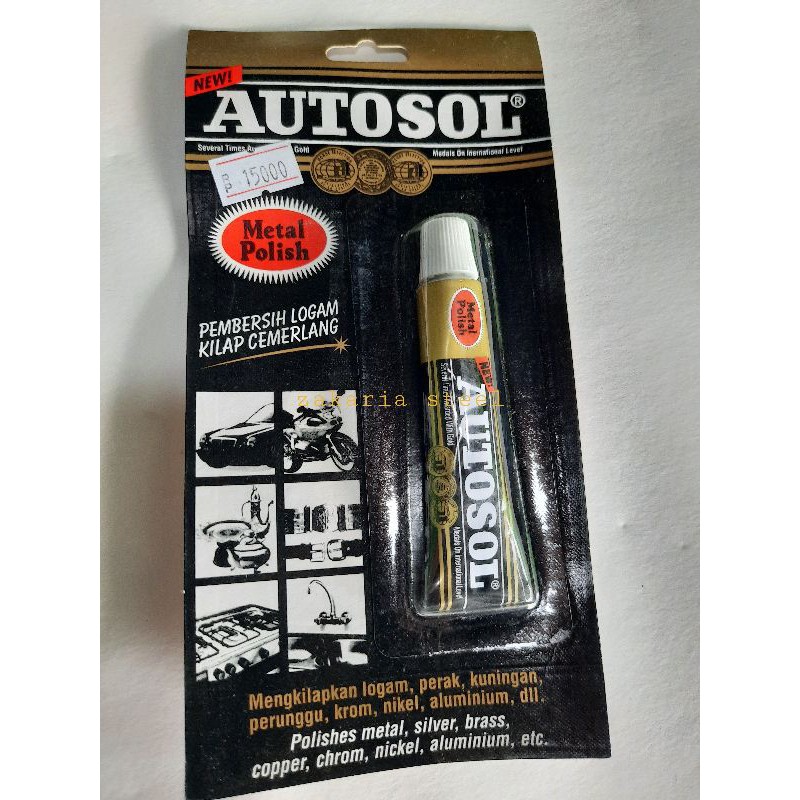 NEW!
AUTOSOL®
Several Times Gold
Medals On International Level
15000
Metal
Polish
PEMBERSIH LOGAM
KILAP CEMERLANG
zakaria steel
Metal
Polish
NEW!
AUTOSOL®
Medals On International Level
Mengkilapkan logam, perak, kuningan,
perunggu, krom, nikel, aluminium, dll.
Polishes metal, silver, brass,
copper, chrom, nickel, aluminium, etc.